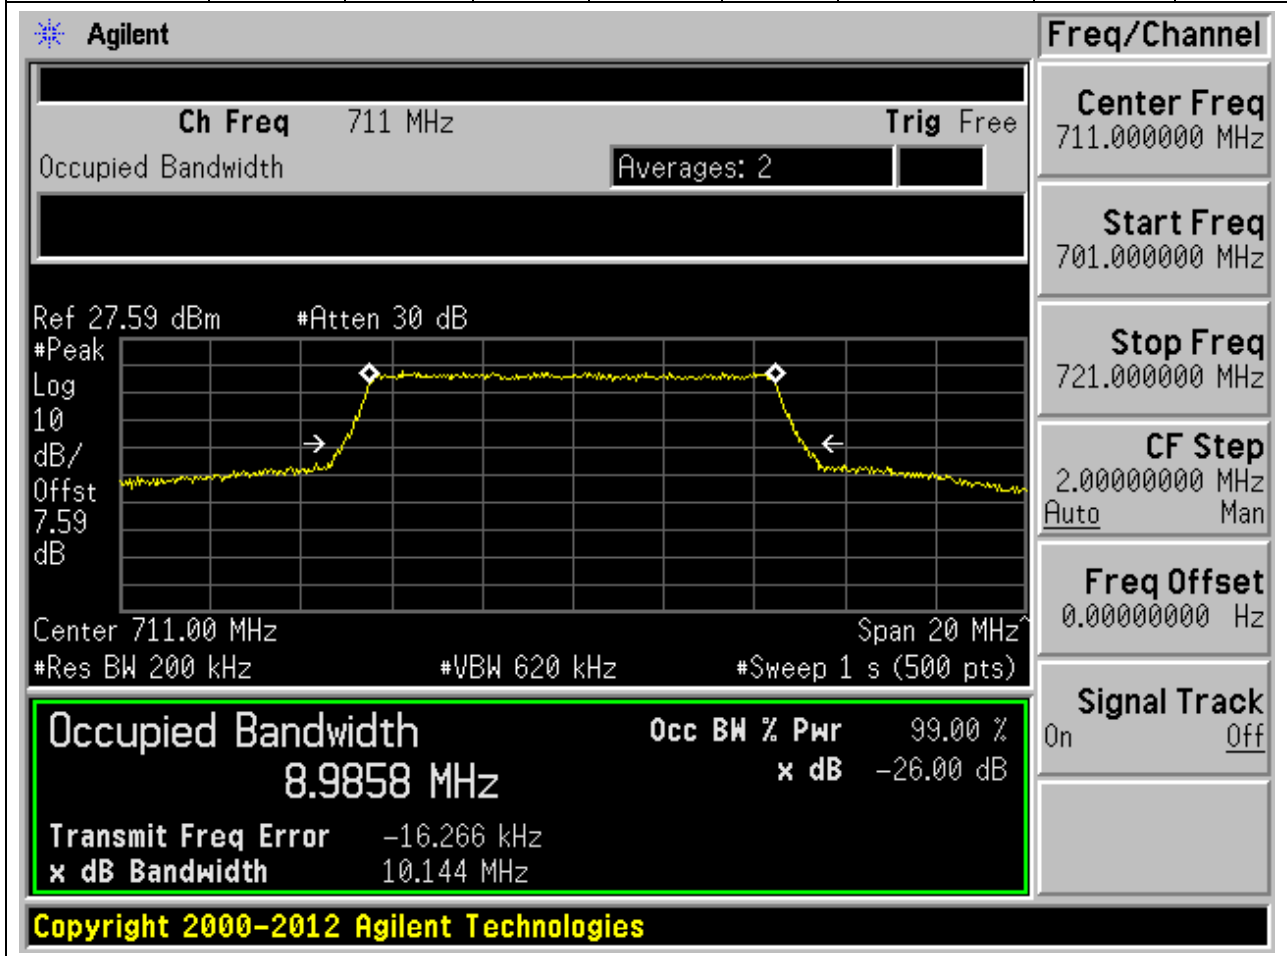 Agilent
Freq/Channel
Ch Freq 711 MHz Trig Free
Occupied Bandwidth Averages: 2
Center Freq
711.000000 MHz
Start Freq
701.000000 MHz
Stop Freq
721.000000 MHz
CF Step
2.00000000 MHz
Auto Man
Freq Offset
0.00000000 Hz
Signal Track
On Off
Ref 27.59 dBm #Atten 30 dB
#Peak
Log
10
dB/
Offst
7.59
dB
Center 711.00 MHz Span 20 MHz^
#Res BW 200 kHz #VBW 620 kHz #Sweep 1 s (500 pts)
Occupied Bandwidth Occ BW % Pwr 99.00 %
8.9858 MHz x dB -26.00 dB
Transmit Freq Error -16.266 kHz
x dB Bandwidth 10.144 MHz
Copyright 2000-2012 Agilent Technologies